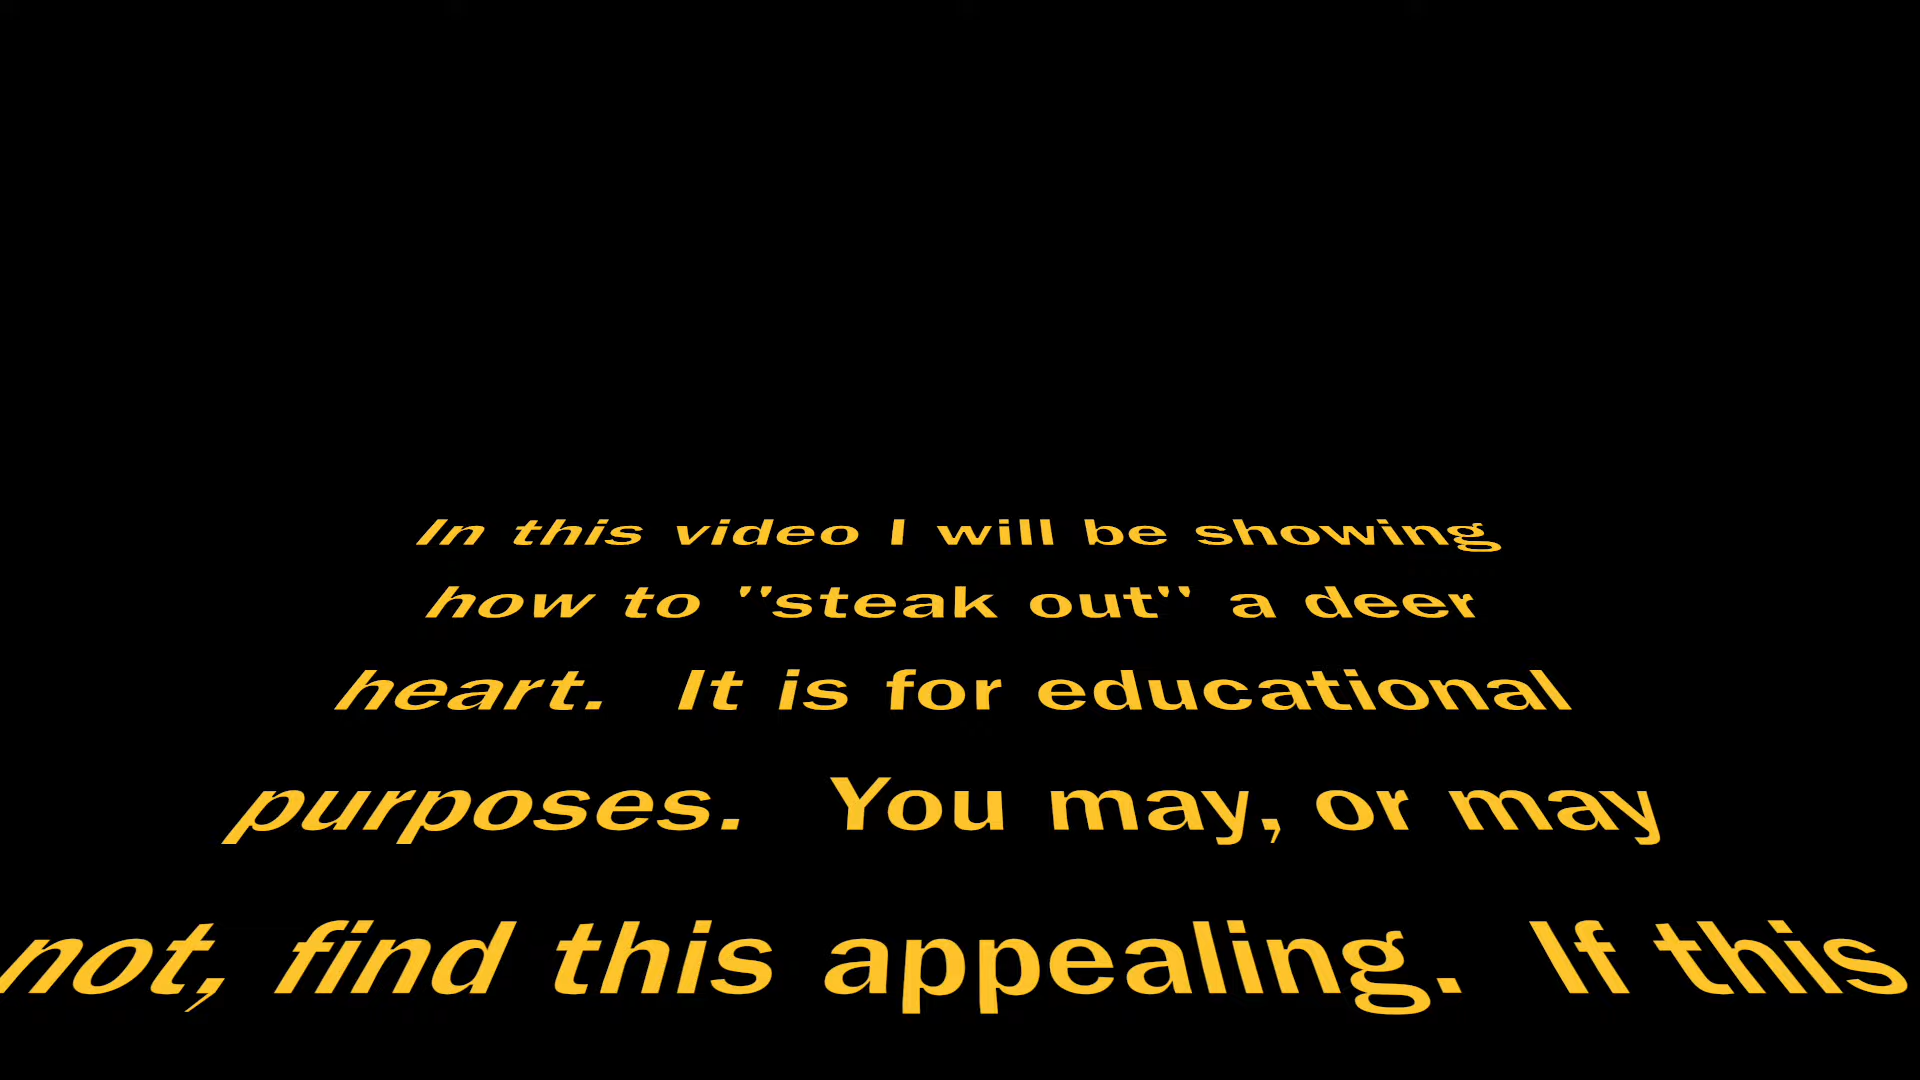 In this video I will be showing
how to "steak out" a deer
heart.  It is for educational
purposes.  You may, or may
not, find this appealing.  If this